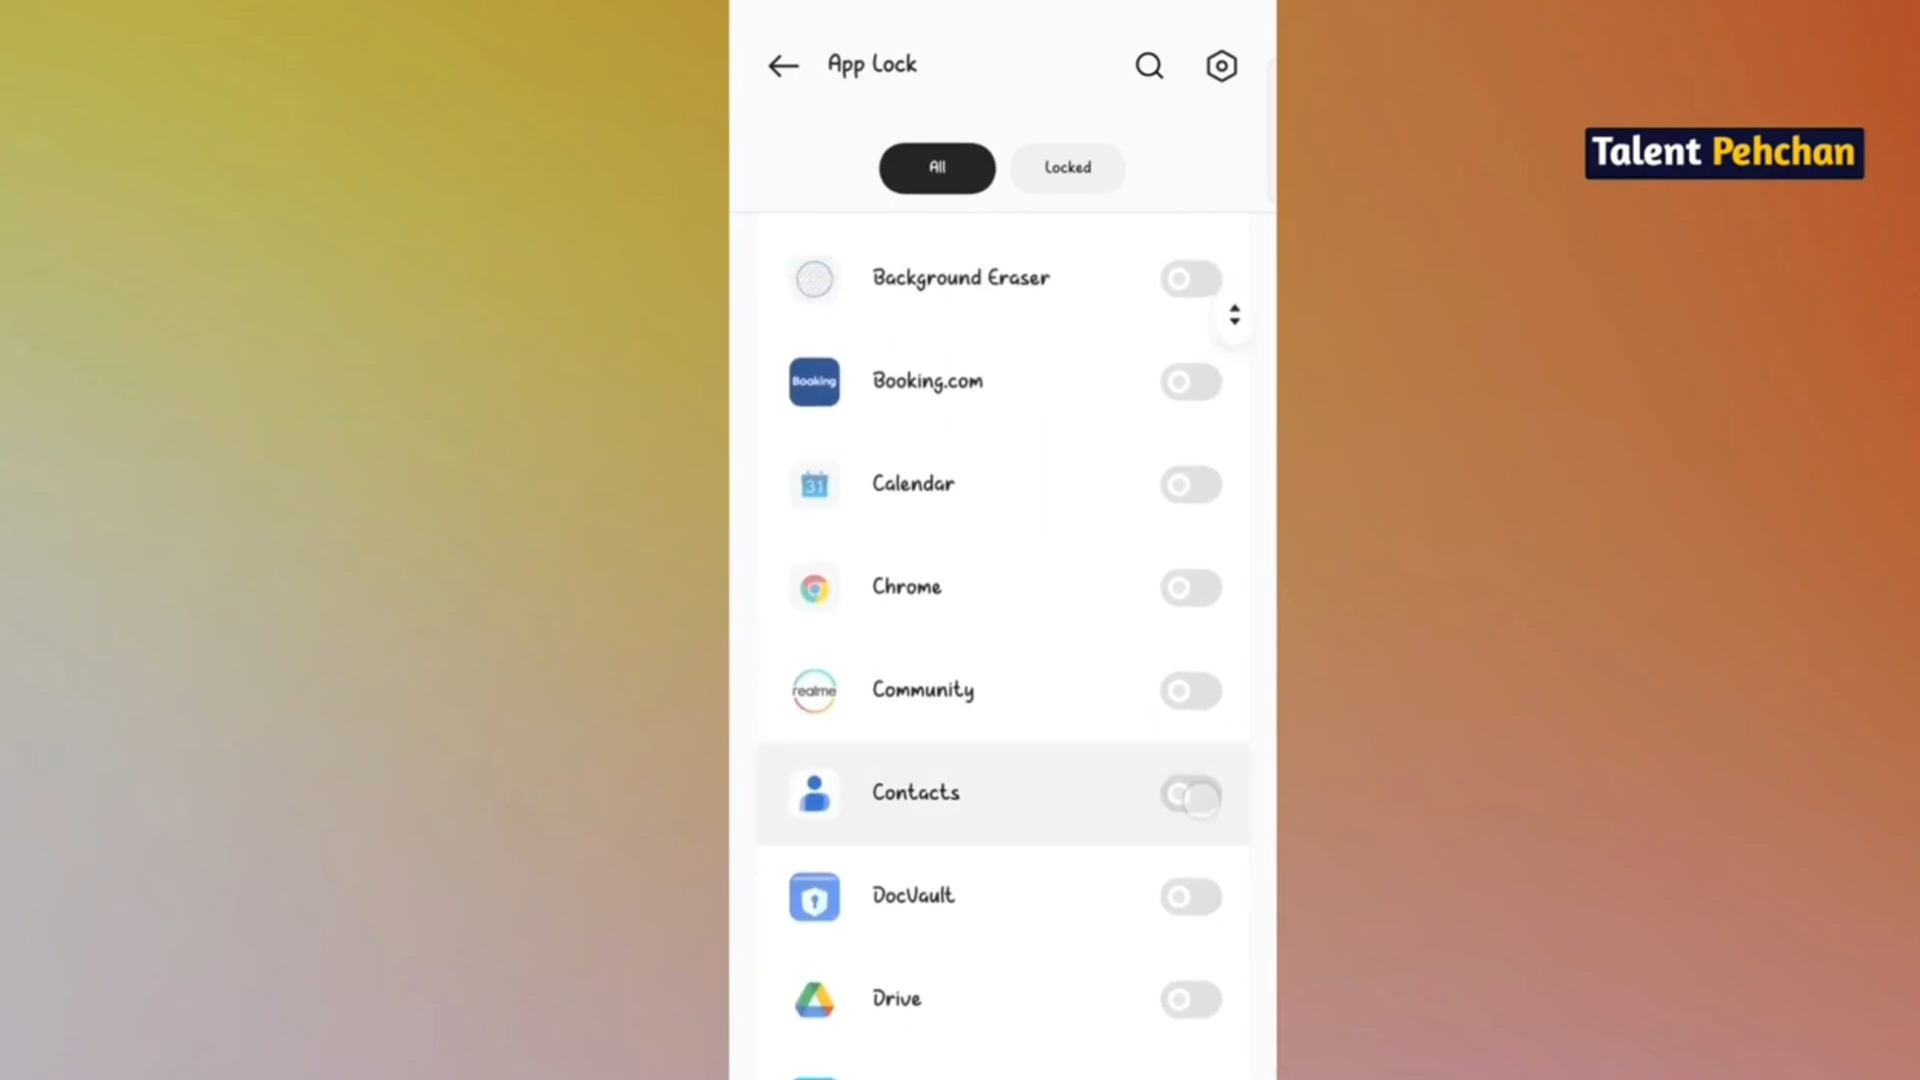 App Lock
Talent Pehchan
All
Locked
Background Eraser
Booking
Booking.com
31
Calendar
Chrome
realme
Community
Contacts
DocVault
Drive